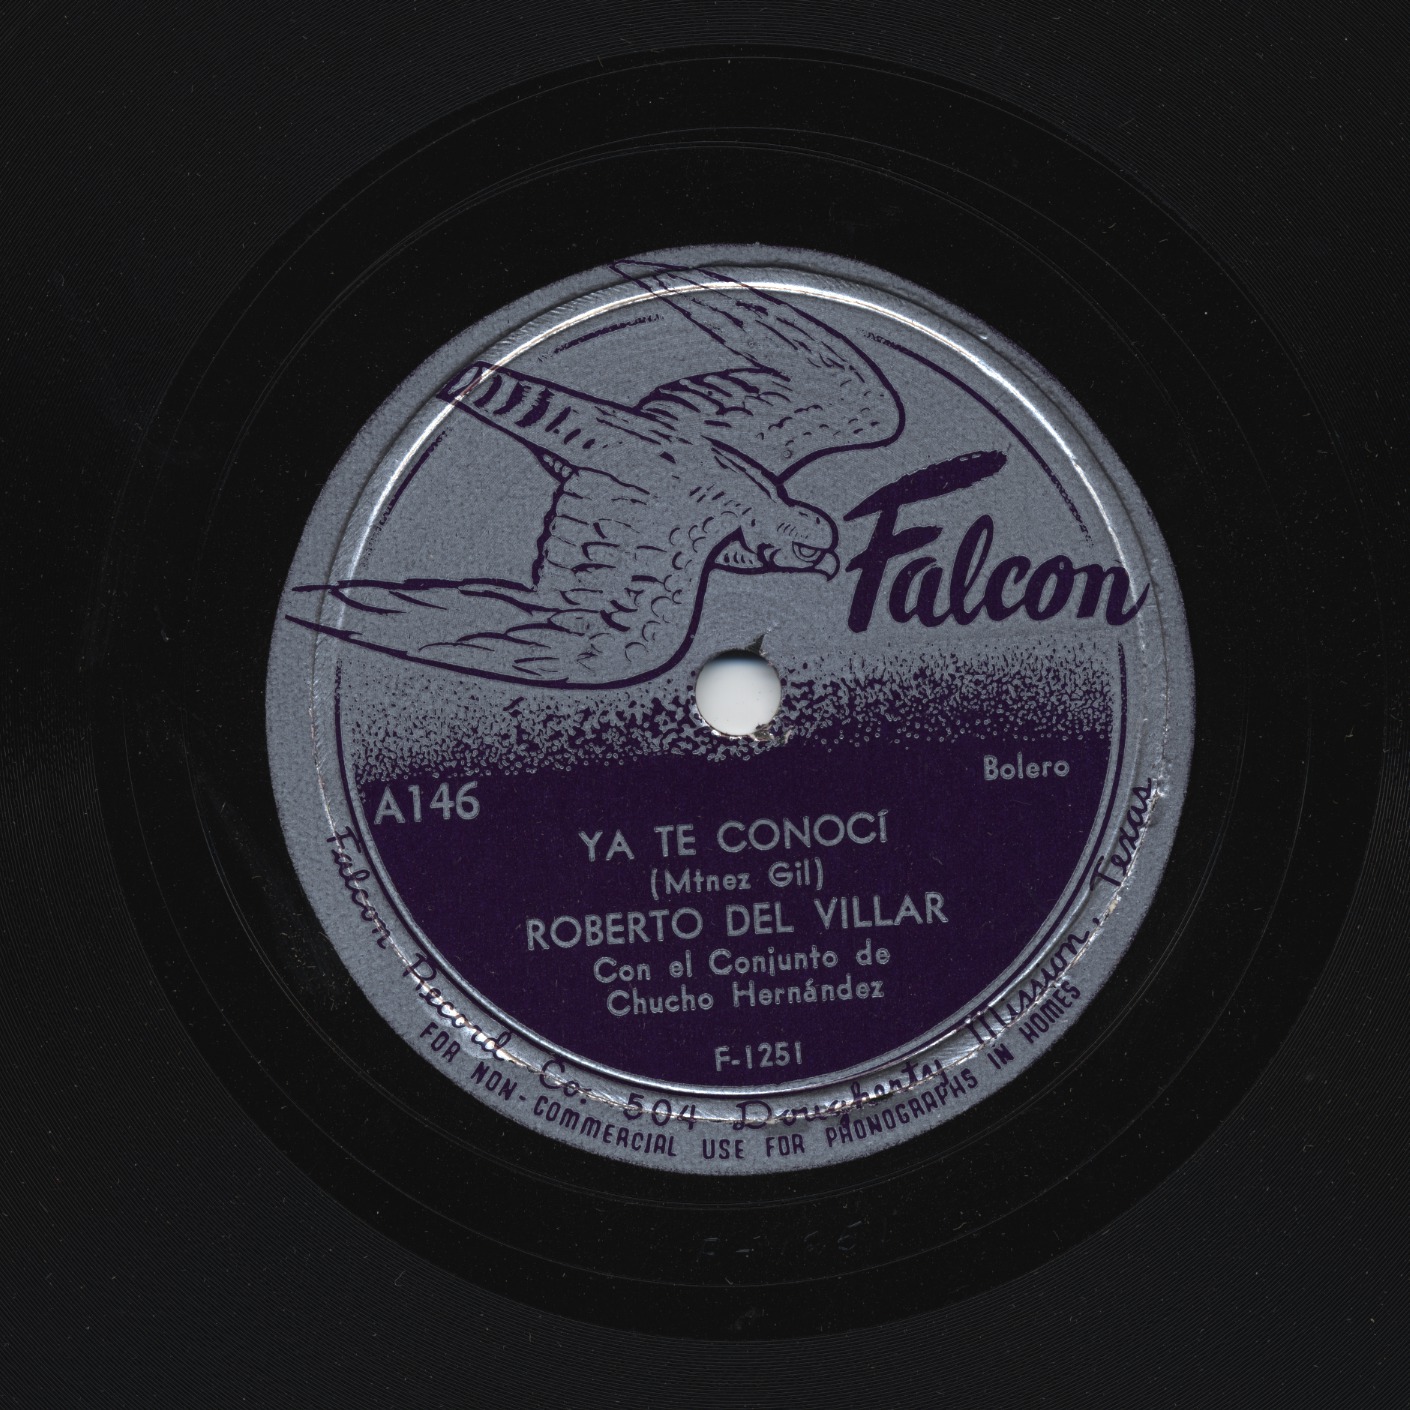 Falcon
Bolero
A146
YA TE CONOCÍ
(Mtnez Gil)
ROBERTO DEL VILLAR
Con el Conjunto de
Chucho Hernández
F-1251
Falcon Record Co. 504 Dougherty Mission, Texas
FOR NON-COMMERCIAL USE FOR PHONOGRAPHS IN HOMES